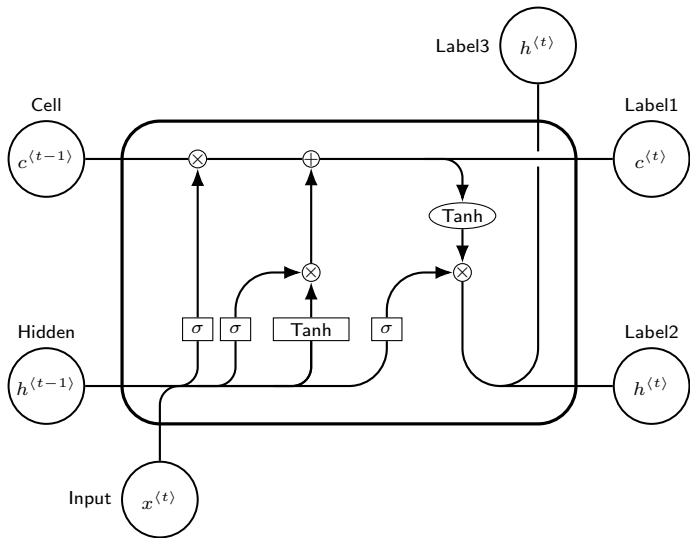 Label3 h⟨t⟩
Cell
Label1
c⟨t−1⟩ × + c⟨t⟩
Tanh
× ×
σ σ Tanh σ
Hidden
Label2
h⟨t−1⟩ h⟨t⟩
Input x⟨t⟩